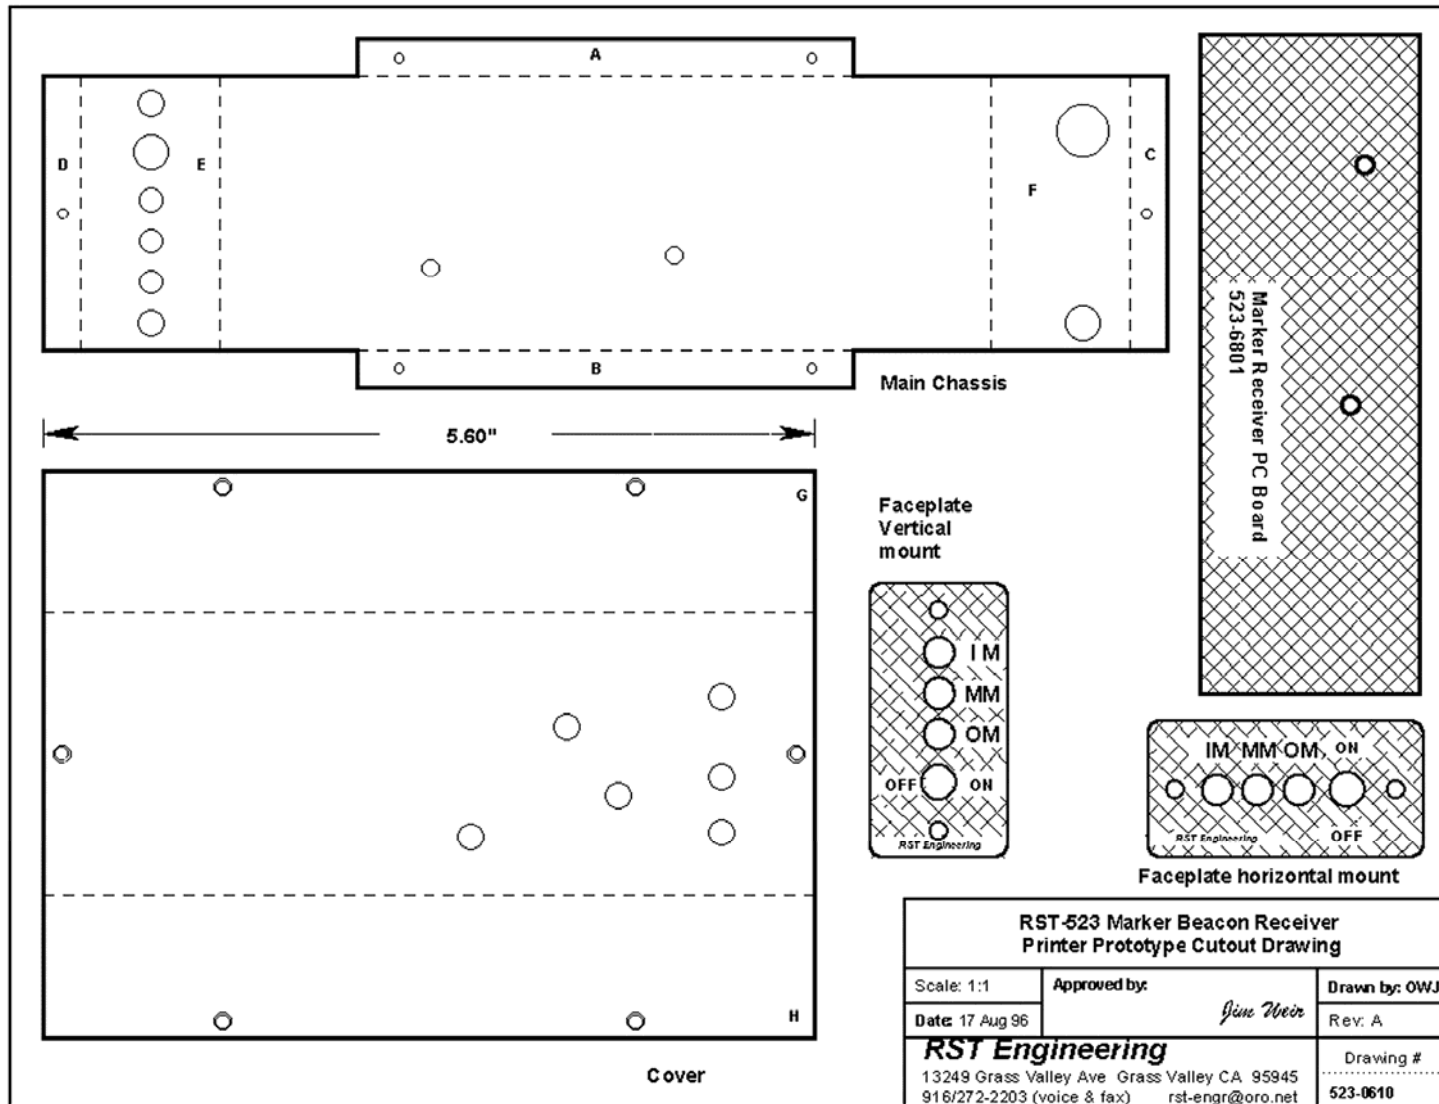 A
D
E
C
F
B
Main Chassis
5.60"
G
H
Cover
Marker Receiver PC Board
523-6801
Faceplate
Vertical
mount
IM
MM
OM
OFF ON
RST Engineering
IM MM OM ON
RST Engineering OFF
Faceplate horizontal mount
RST-523 Marker Beacon Receiver
Printer Prototype Cutout Drawing
Scale: 1:1
Approved by:
Jim Weir
Drawn by: OWJ
Date: 17 Aug 96
Rev: A
RST Engineering
13249 Grass Valley Ave Grass Valley CA 95945
916/272-2203 (voice & fax) rst-engr@oro.net
Drawing #
523-0610